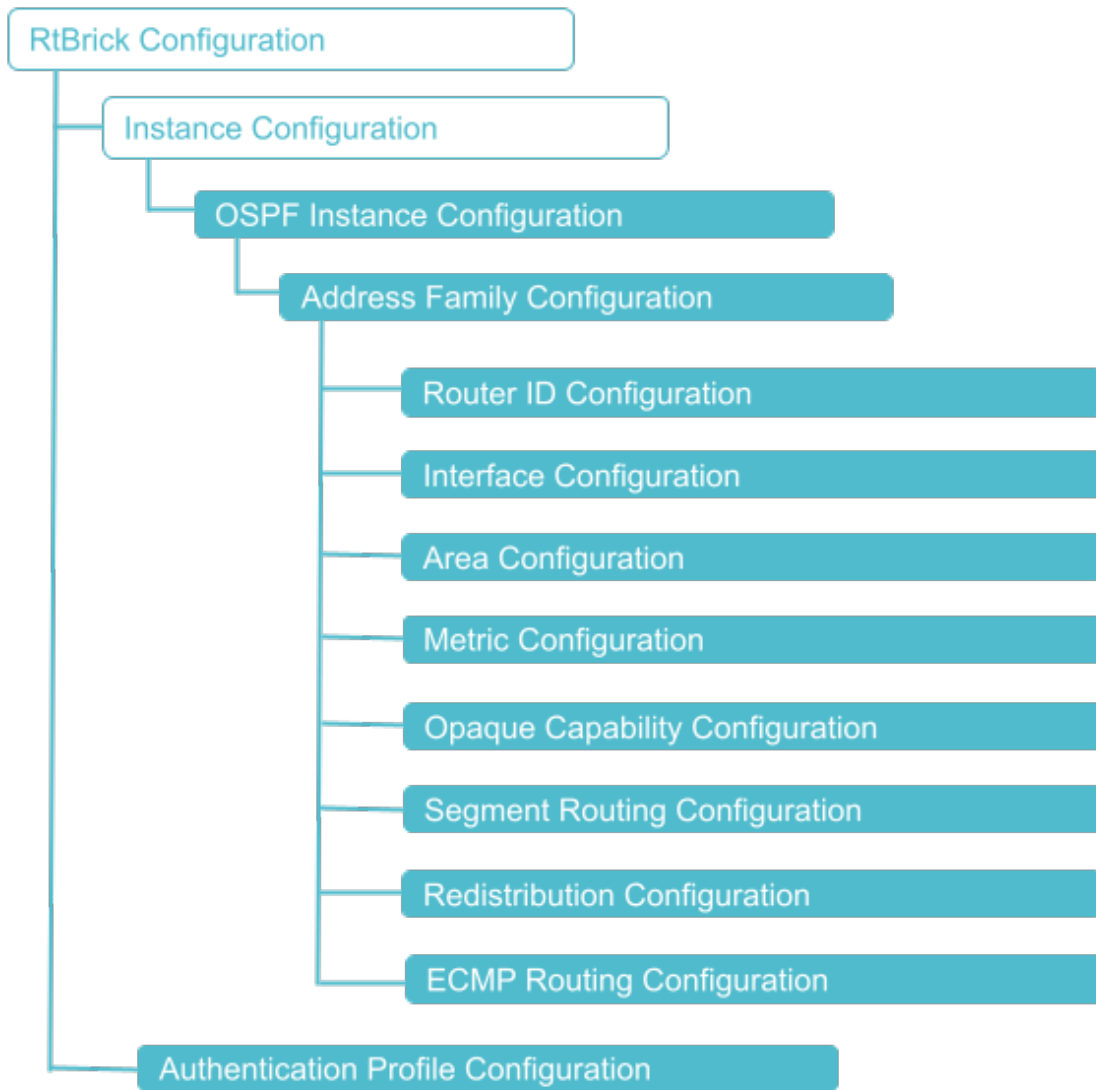 RtBrick Configuration
Instance Configuration
OSPF Instance Configuration
Address Family Configuration
Router ID Configuration
Interface Configuration
Area Configuration
Metric Configuration
Opaque Capability Configuration
Segment Routing Configuration
Redistribution Configuration
ECMP Routing Configuration
Authentication Profile Configuration